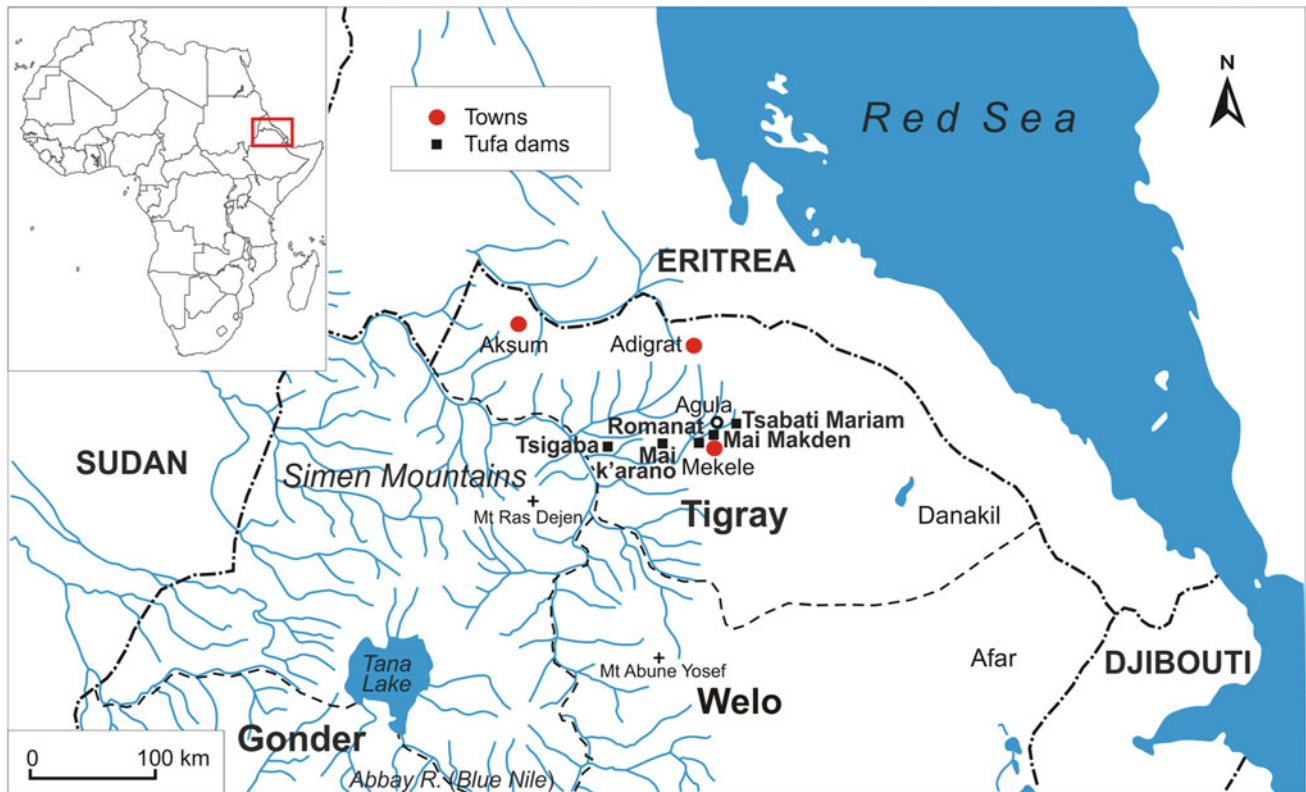 N
Red Sea
Towns
Tufa dams
ERITREA
Aksum
Adigrat
Agula
Tsabati Mariam
Romanat
Mai Makden
Tsigaba
Mai
k'arano
Mekele
SUDAN
Simen Mountains
Mt Ras Dejen
Tigray
Danakil
Tana
Lake
Mt Abune Yosef
Afar
DJIBOUTI
Welo
Gonder
0 100 km
Abbay R. (Blue Nile)